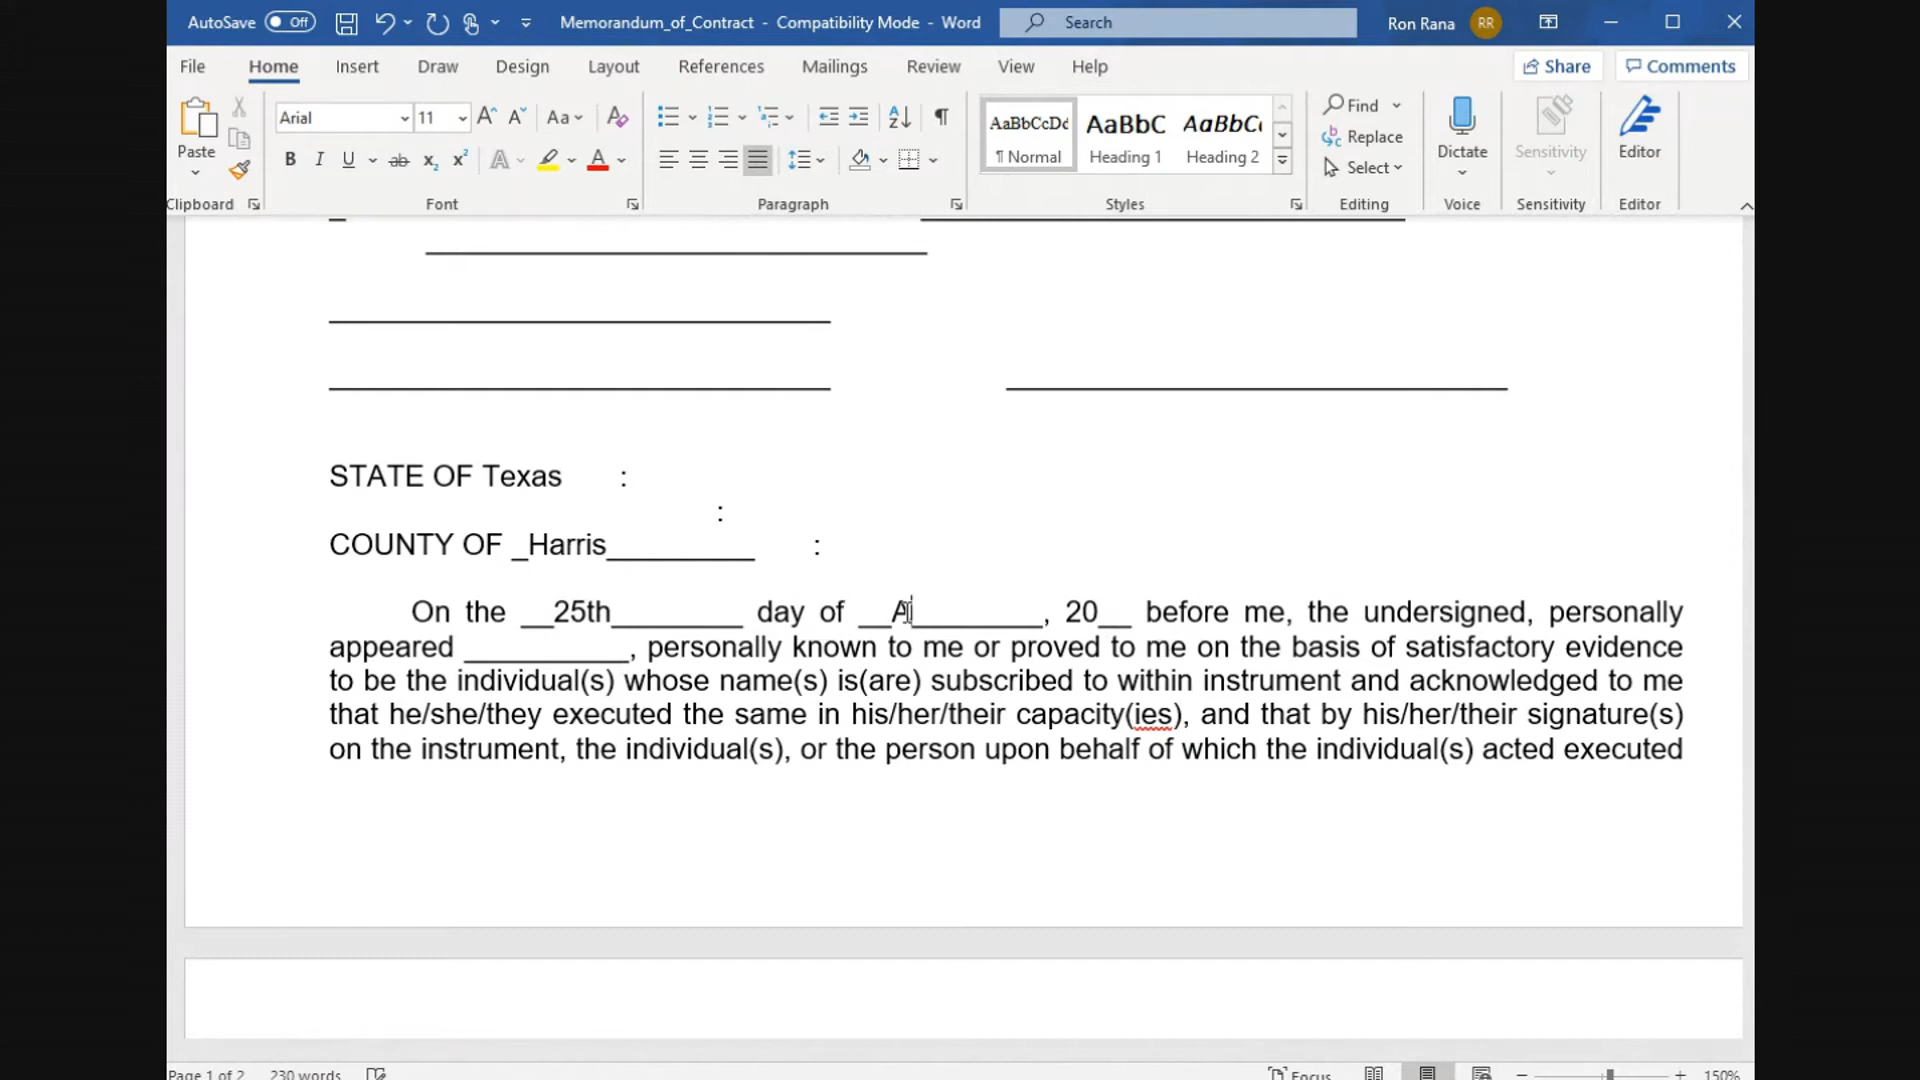 AutoSave Off Memorandum_of_Contract - Compatibility Mode - Word Search Ron Rana RR
File Home Insert Draw Design Layout References Mailings Review View Help Share Comments
Paste Arial 11 Aa A B I U ab x₂ x² A A
AaBbCcDd AaBbC AaBbC
¶ Normal Heading 1 Heading 2
Find
Replace
Select
Dictate Sensitivity Editor
Clipboard Font Paragraph Styles Editing Voice Sensitivity Editor
STATE OF Texas :
:
COUNTY OF _Harris_________ :
On the __25th________ day of __A________, 20__ before me, the undersigned, personally
appeared __________, personally known to me or proved to me on the basis of satisfactory evidence
to be the individual(s) whose name(s) is(are) subscribed to within instrument and acknowledged to me
that he/she/they executed the same in his/her/their capacity(ies), and that by his/her/their signature(s)
on the instrument, the individual(s), or the person upon behalf of which the individual(s) acted executed
Page 1 of 2 230 words Focus 150%